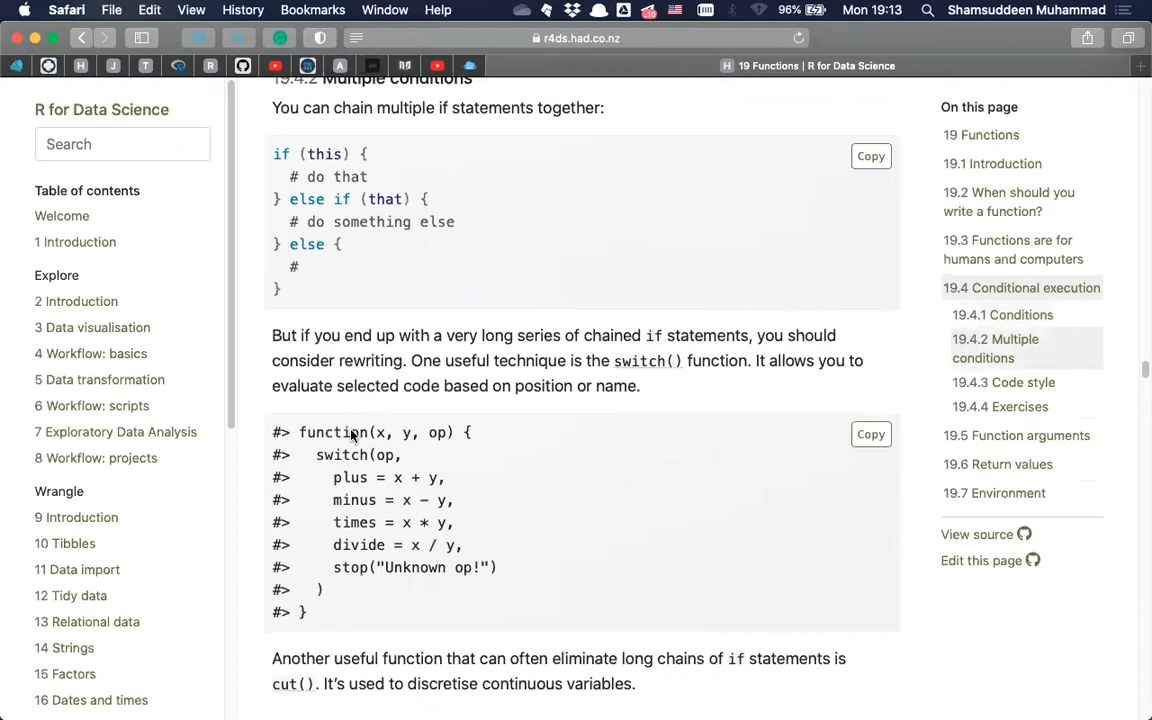 Safari File Edit View History Bookmarks Window Help 96% Mon 19:13 Shamsuddeen Muhammad
r4ds.had.co.nz
H J T R A H 19 Functions | R for Data Science
R for Data Science
Search
Table of contents
Welcome
1 Introduction
Explore
2 Introduction
3 Data visualisation
4 Workflow: basics
5 Data transformation
6 Workflow: scripts
7 Exploratory Data Analysis
8 Workflow: projects
Wrangle
9 Introduction
10 Tibbles
11 Data import
12 Tidy data
13 Relational data
14 Strings
15 Factors
16 Dates and times
19.4.2 Multiple conditions
You can chain multiple if statements together:
Copy
if (this) {
# do that
} else if (that) {
# do something else
} else {
#
}
But if you end up with a very long series of chained if statements, you should
consider rewriting. One useful technique is the switch() function. It allows you to
evaluate selected code based on position or name.
Copy
#> function(x, y, op) {
#> switch(op,
#> plus = x + y,
#> minus = x - y,
#> times = x * y,
#> divide = x / y,
#> stop("Unknown op!")
#> )
#> }
Another useful function that can often eliminate long chains of if statements is
cut(). It's used to discretise continuous variables.
On this page
19 Functions
19.1 Introduction
19.2 When should you
write a function?
19.3 Functions are for
humans and computers
19.4 Conditional execution
19.4.1 Conditions
19.4.2 Multiple
conditions
19.4.3 Code style
19.4.4 Exercises
19.5 Function arguments
19.6 Return values
19.7 Environment
View source
Edit this page